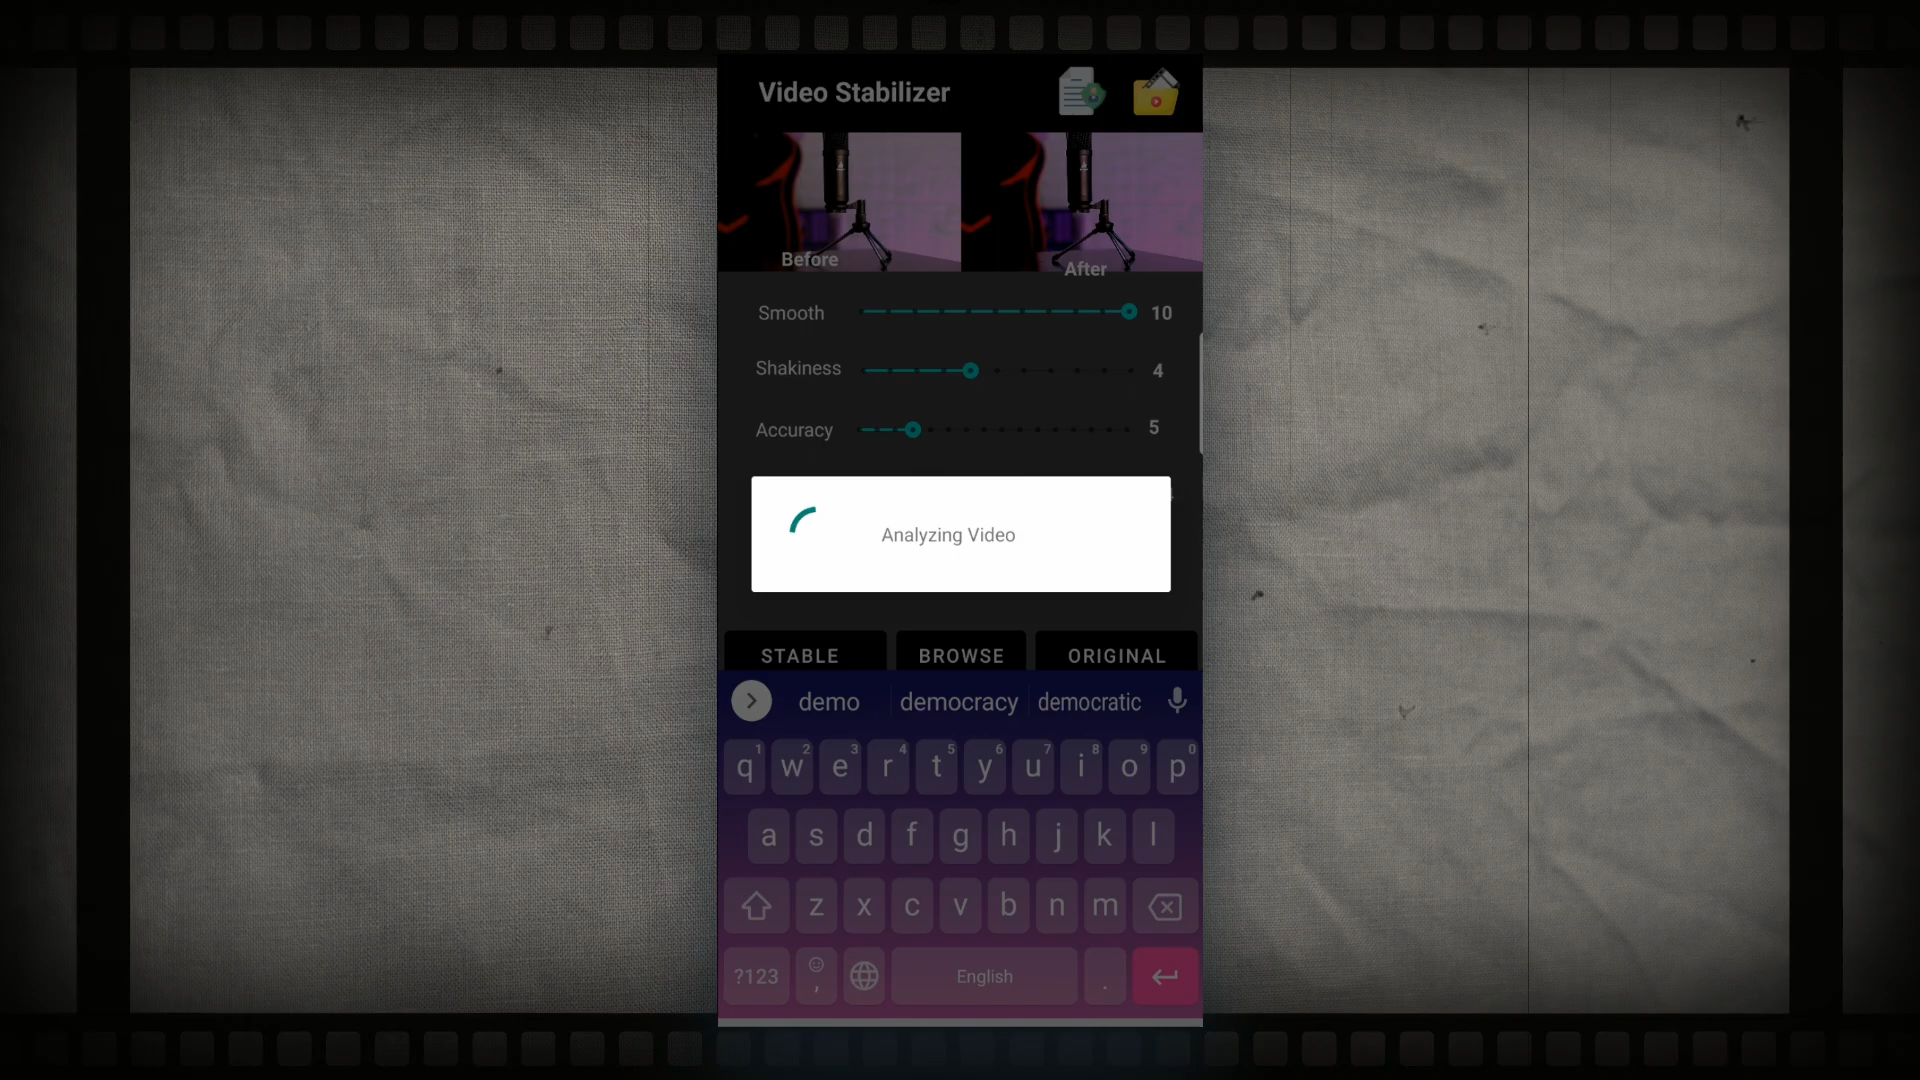 Video Stabilizer
Before
After
Smooth 10
Shakiness 4
Accuracy 5
Analyzing Video
STABLE BROWSE ORIGINAL
demo democracy democratic
1 2 3 4 5 6 7 8 9 0
q w e r t y u i o p
a s d f g h j k l
z x c v b n m
?123 , English .